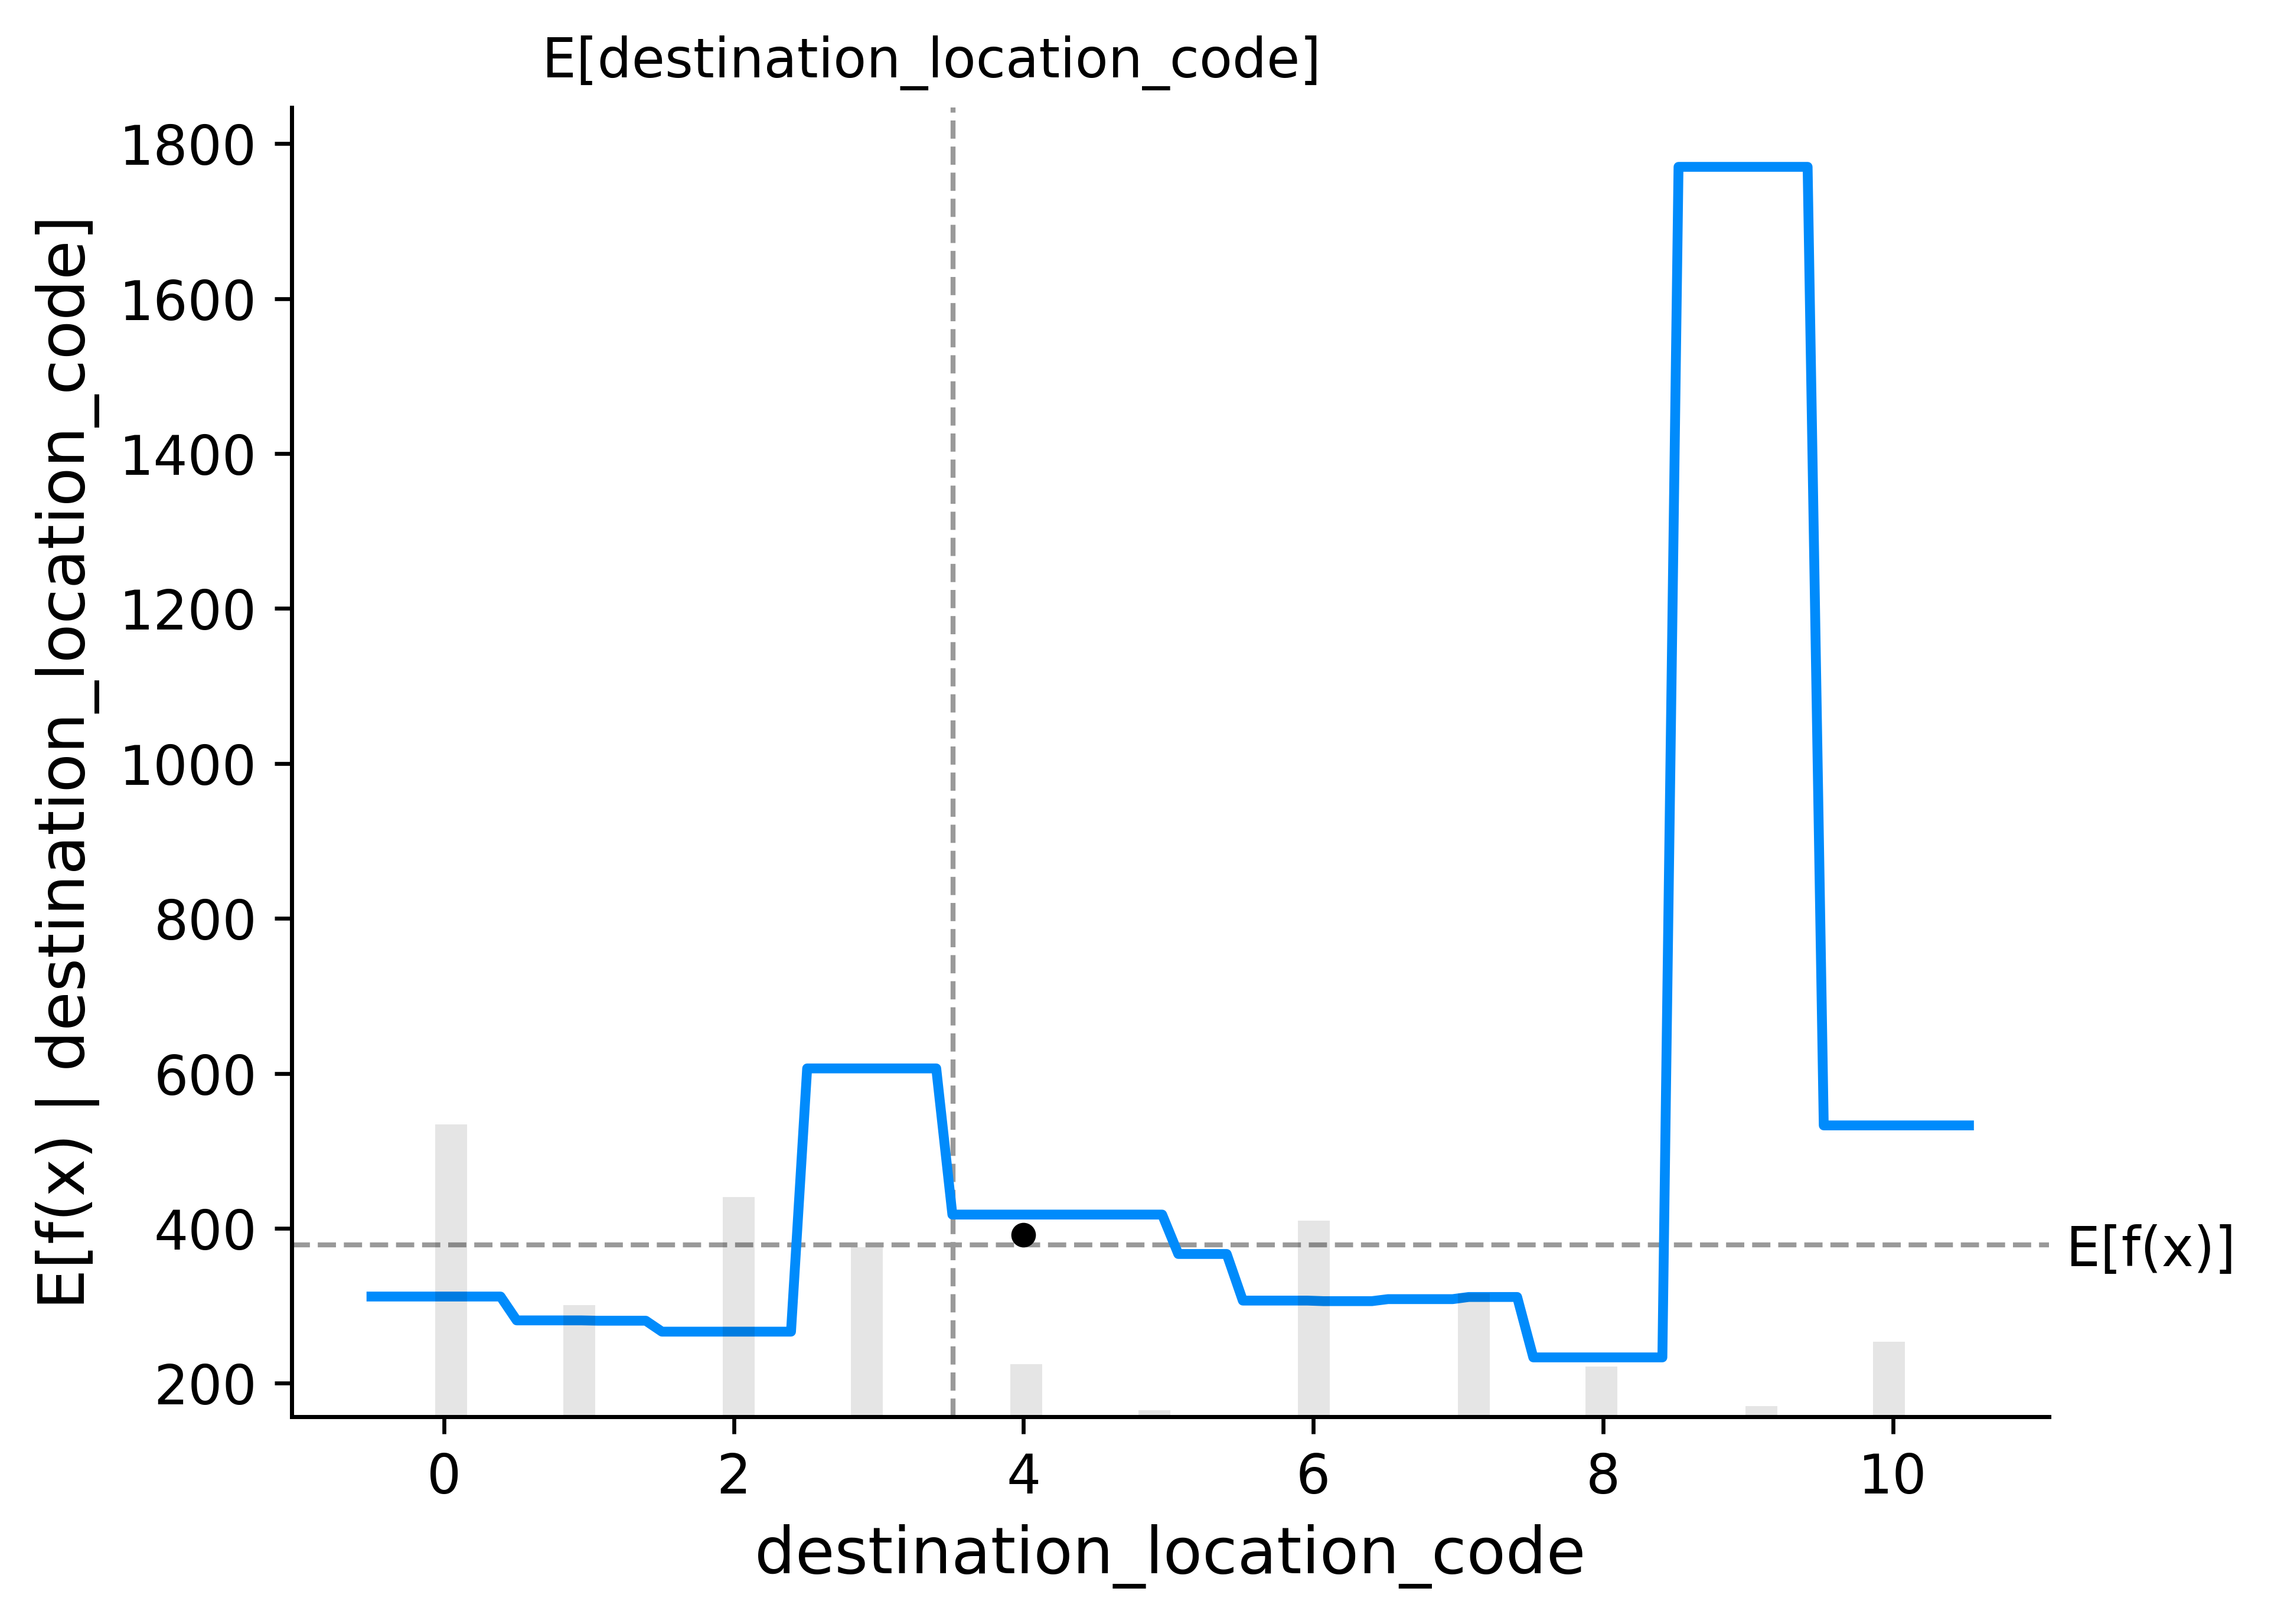 E[destination_location_code]
E[f(x) | destination_location_code]
1800
1600
1400
1200
1000
800
600
400
200
E[f(x)]
0 2 4 6 8 10
destination_location_code